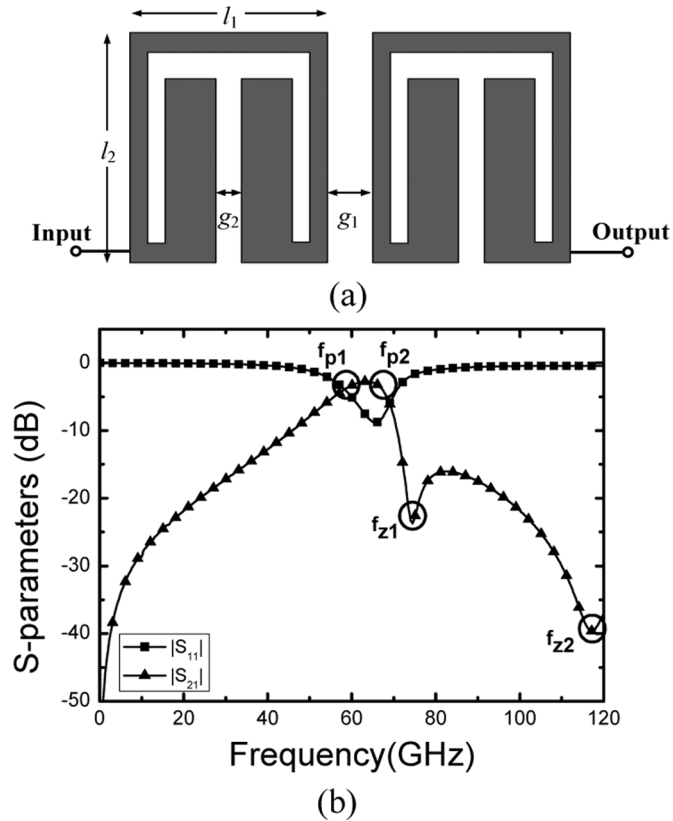 l1
l2
g2
g1
Input
Output
(a)
fp1
fp2
fz1
fz2
0
-10
-20
-30
-40
-50
S-parameters (dB)
|S11|
|S21|
0 20 40 60 80 100 120
Frequency(GHz)
(b)